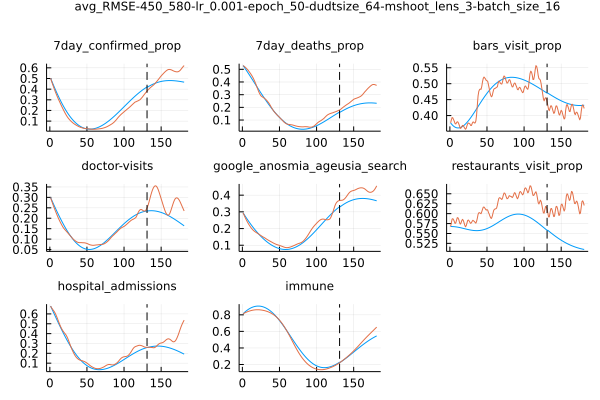 avg_RMSE-450_580-lr_0.001-epoch_50-dudtsize_64-mshoot_lens_3-batch_size_16
7day_confirmed_prop 7day_deaths_prop bars_visit_prop
0.6 0.5 0.4 0.3 0.2 0.1
0 50 100 150
0.5 0.4 0.3 0.2 0.1
0 50 100 150
0.55 0.50 0.45 0.40
0 50 100 150
doctor-visits google_anosmia_ageusia_search restaurants_visit_prop
0.35 0.30 0.25 0.20 0.15 0.10 0.05
0 50 100 150
0.4 0.3 0.2 0.1
0 50 100 150
0.650 0.625 0.600 0.575 0.550 0.525
0 50 100 150
hospital_admissions immune
0.6 0.5 0.4 0.3 0.2 0.1
0 50 100 150
0.8 0.6 0.4 0.2
0 50 100 150